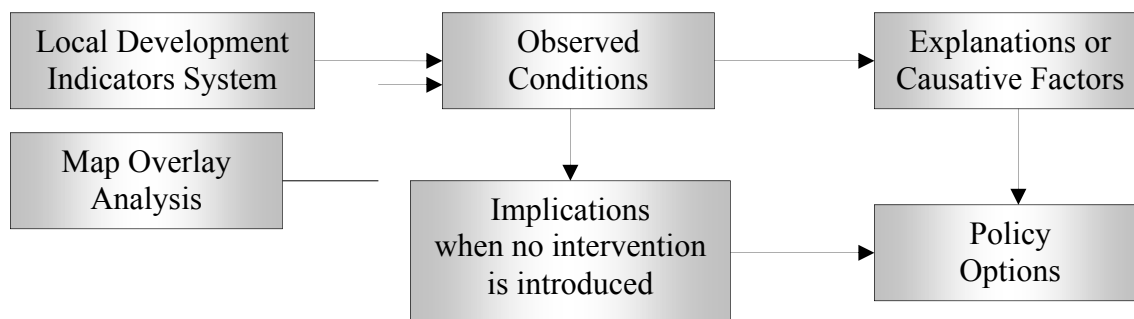 Local Development
Indicators System
Observed
Conditions
Explanations or
Causative Factors
Map Overlay
Analysis
Implications
when no intervention
is introduced
Policy
Options